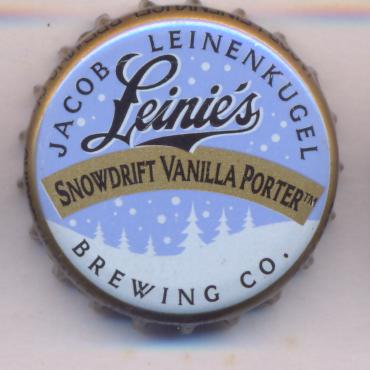 JACOB LEINENKUGEL
Leinie's
SNOWDRIFT VANILLA PORTER™
BREWING CO.